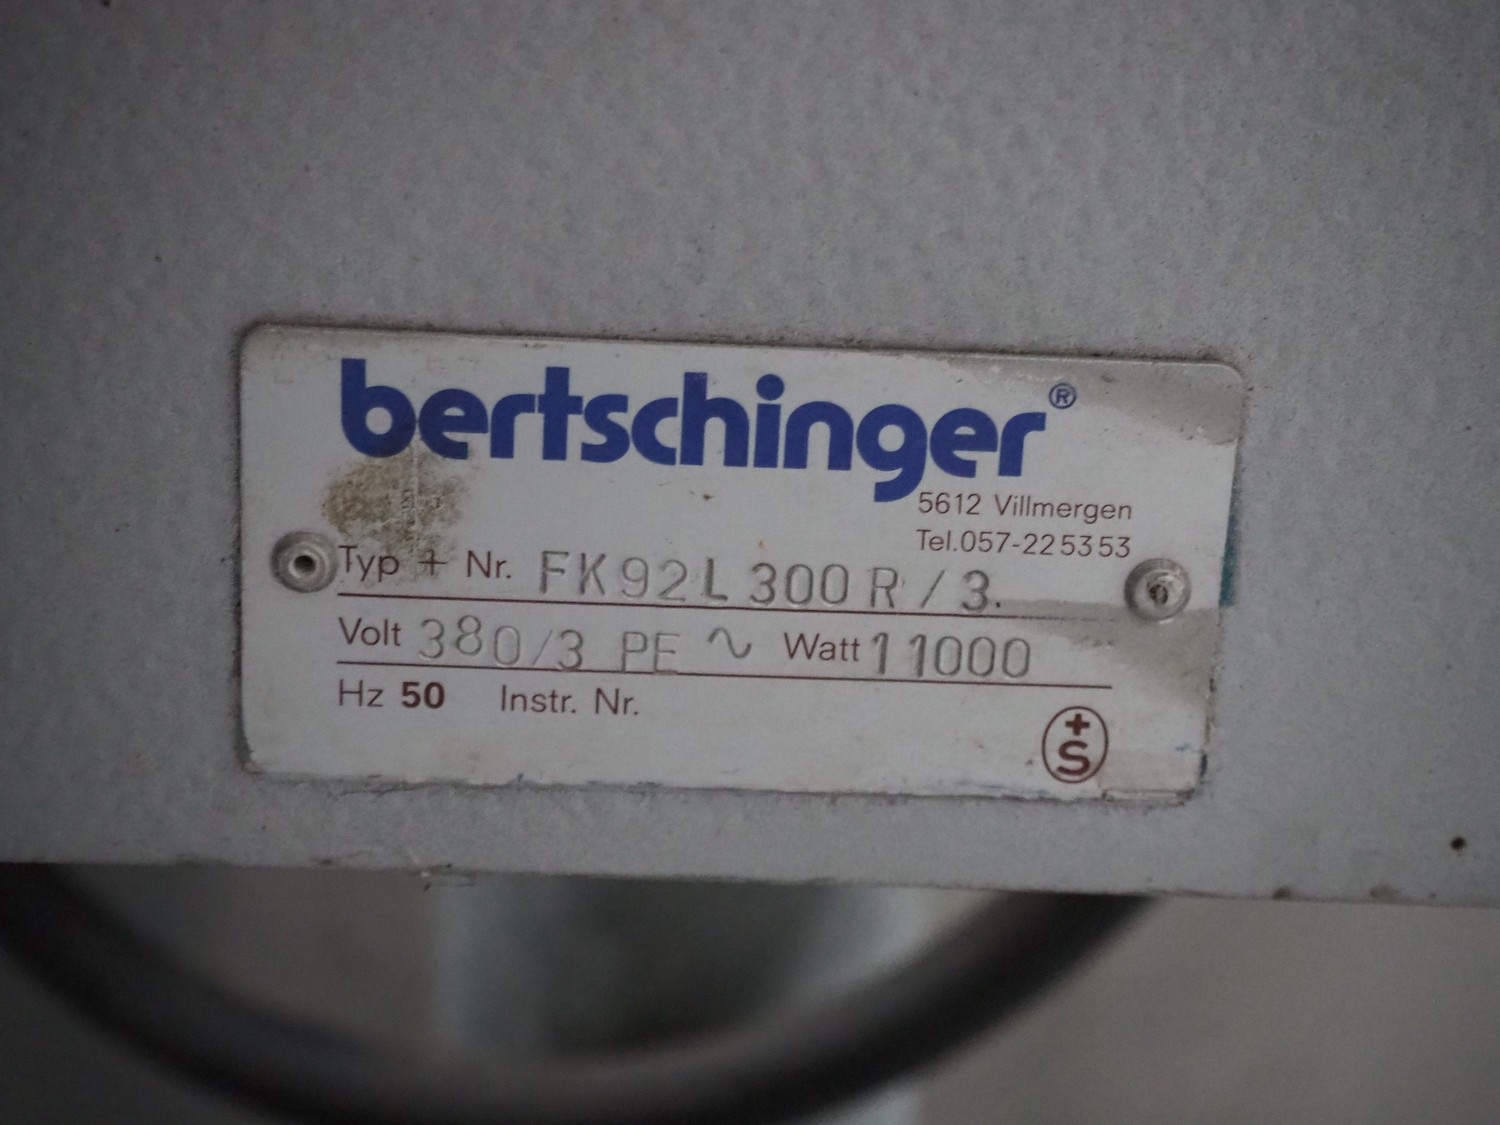 bertschinger®
5612 Villmergen
Tel.057-225353
Typ + Nr. FK92L300R/3.
Volt 380/3 PE ~ Watt 11000
Hz 50 Instr. Nr.
+
S